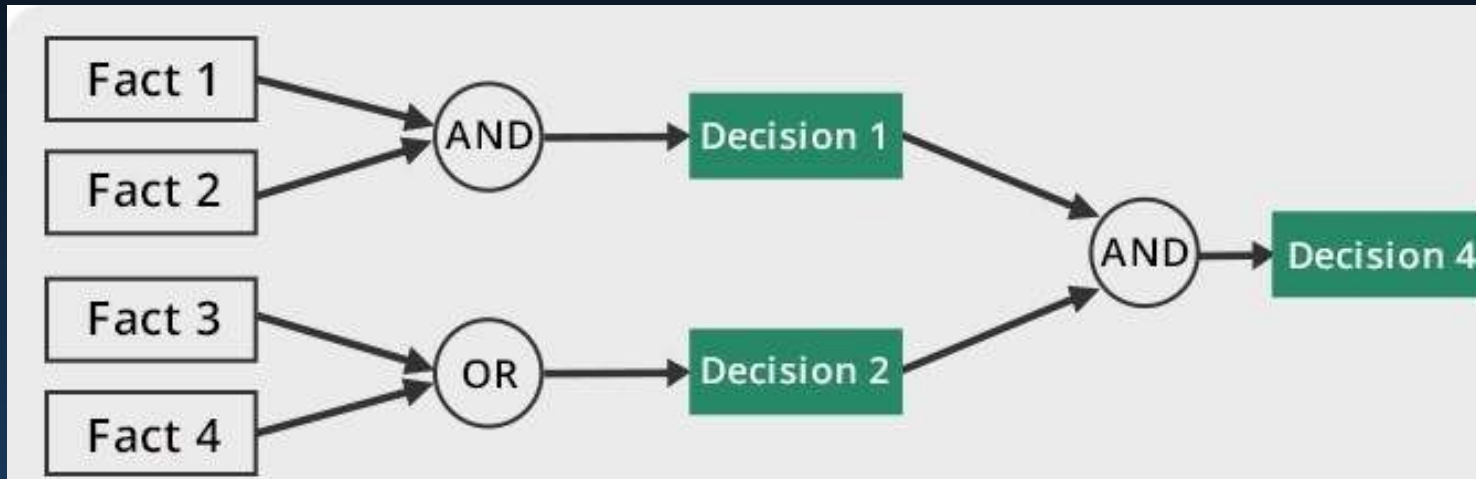 Fact 1
Fact 2
AND
Decision 1
Fact 3
Fact 4
OR
Decision 2
AND
Decision 4